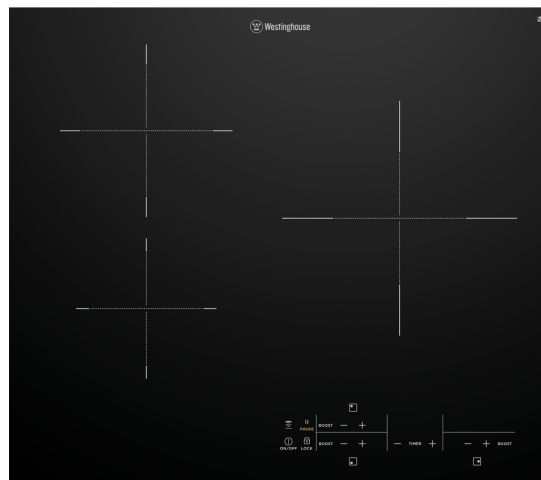 Westinghouse
PAUSE
BOOST — +
ON/OFF LOCK BOOST — + — TIMER + — + BOOST